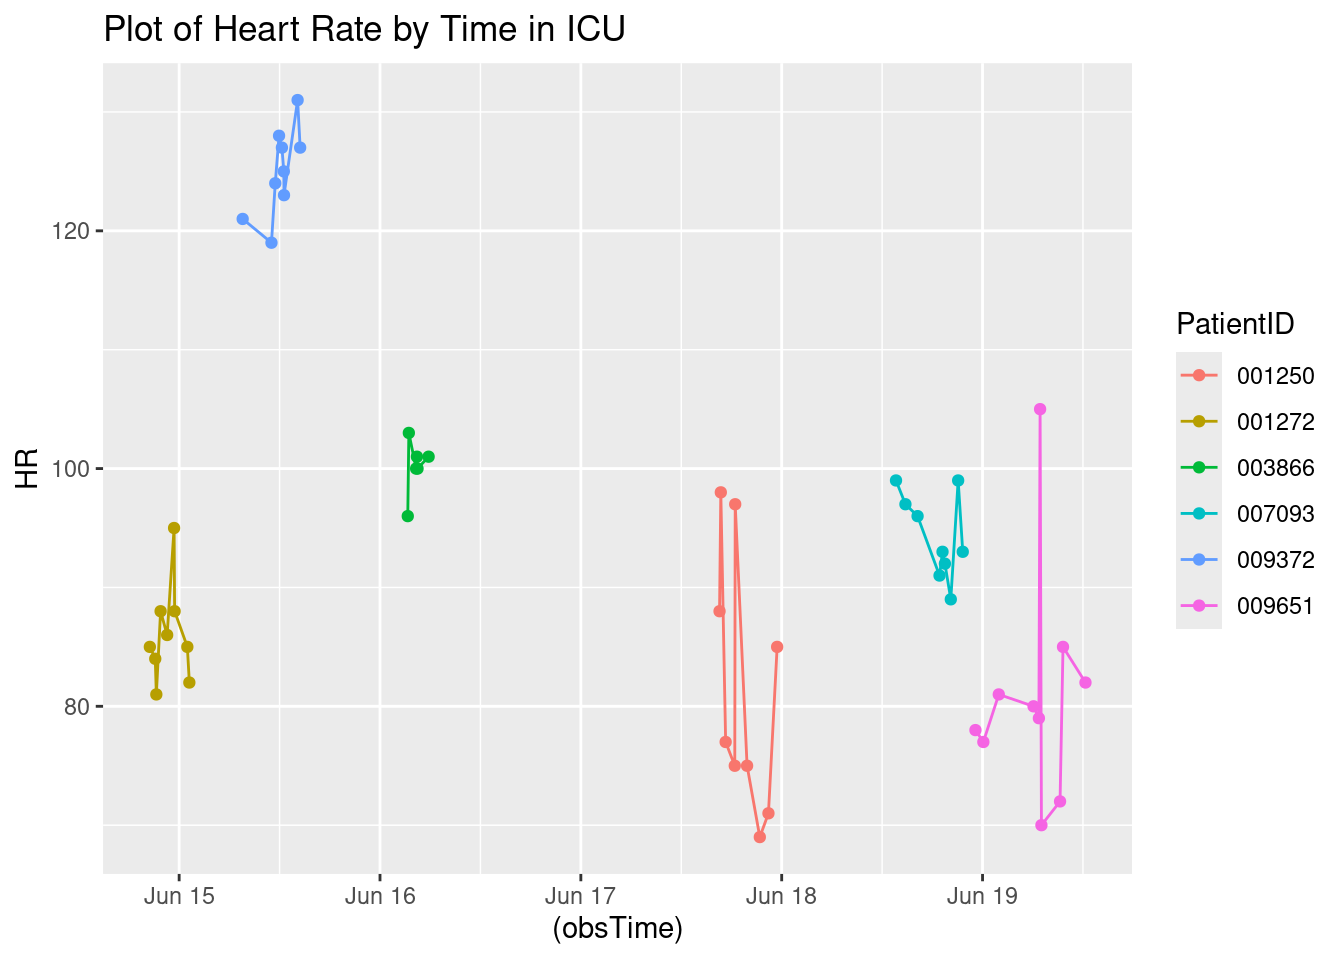 Plot of Heart Rate by Time in ICU
HR
120
100
80
Jun 15 Jun 16 Jun 17 Jun 18 Jun 19
(obsTime)
PatientID
001250
001272
003866
007093
009372
009651